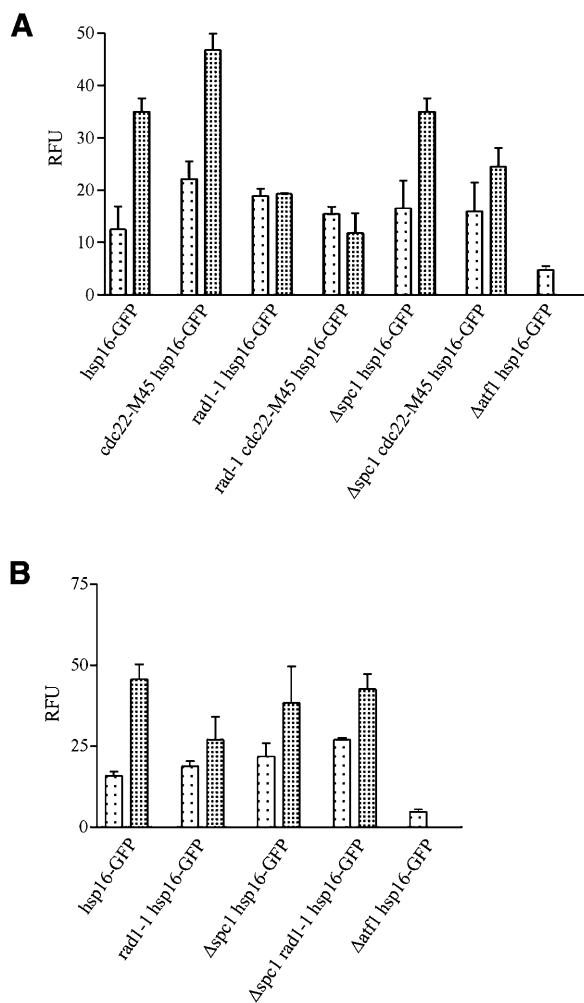 A
50
40
30
20
10
0
RFU
hsp16-GFP
cdc22-M45 hsp16-GFP
rad1-1 hsp16-GFP
rad-1 cdc22-M45 hsp16-GFP
Δspc1 hsp16-GFP
Δspc1 cdc22-M45 hsp16-GFP
Δatf1 hsp16-GFP
B
75
50
25
0
RFU
hsp16-GFP
rad1-1 hsp16-GFP
Δspc1 hsp16-GFP
Δspc1 rad1-1 hsp16-GFP
Δatf1 hsp16-GFP